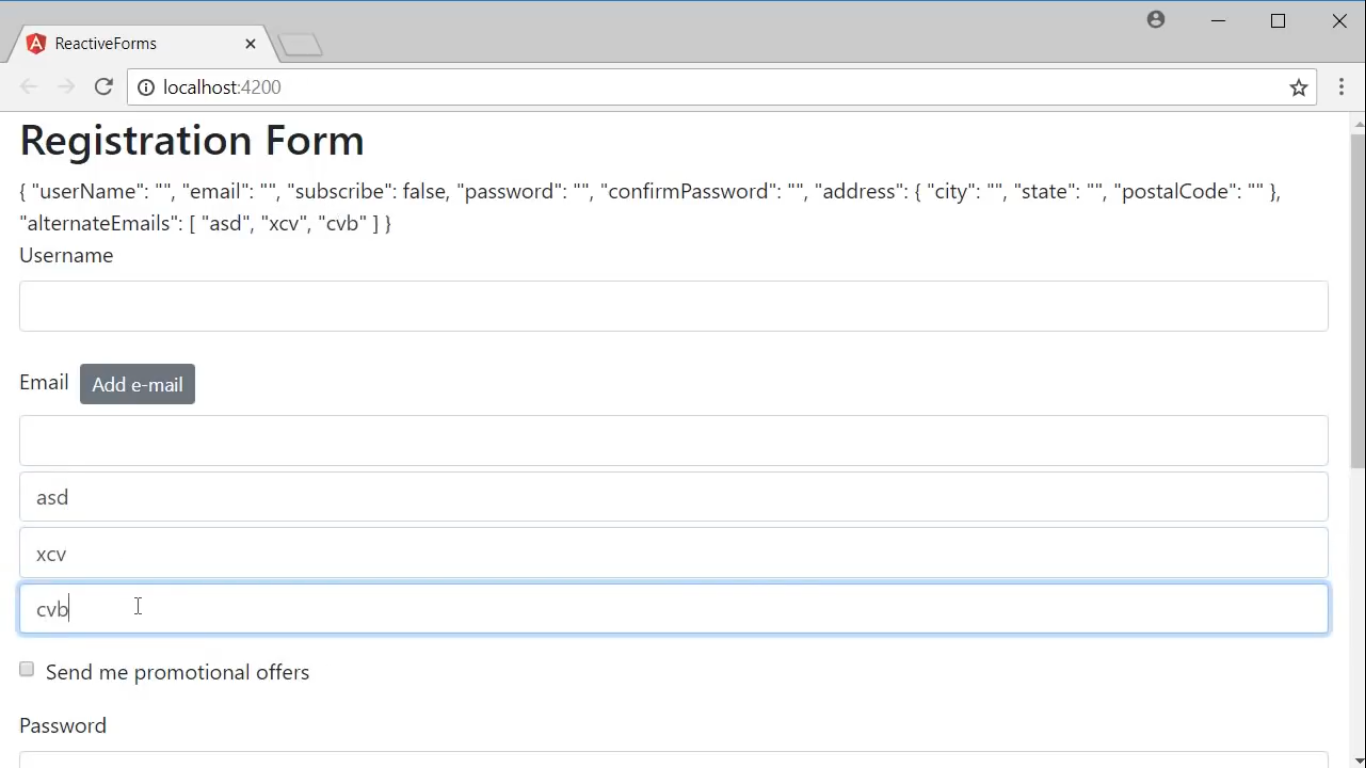 ReactiveForms
localhost:4200
Registration Form
{ "userName": "", "email": "", "subscribe": false, "password": "", "confirmPassword": "", "address": { "city": "", "state": "", "postalCode": "" },
"alternateEmails": [ "asd", "xcv", "cvb" ] }
Username
Email Add e-mail
asd
xcv
cvb
Send me promotional offers
Password